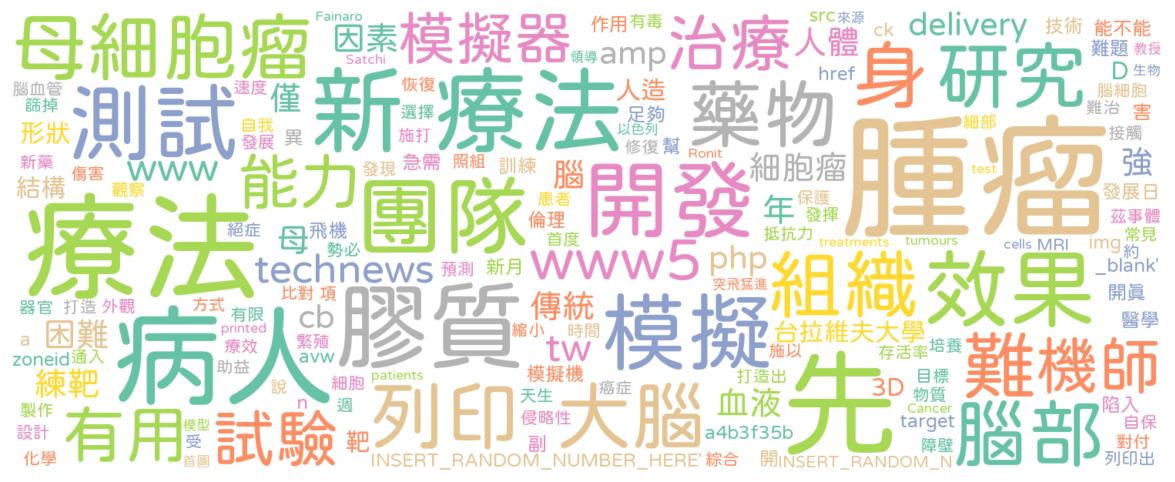 Fainaro 因素 模擬器 作用 有毒 src 來源 delivery 技術 能不能
母細胞瘤 Satchi 領導 amp 治療 人體 ck 難題 教授
腦血管 速度 僅 恢復 人造 href 身 研究 D 生物
篩掉 測試 新療法 選擇 足夠 藥物 腦細胞
形狀 自我 異 施打 以色列 細部 難治 害
新藥 發展 修復 幫 腫瘤 接觸
傷害 www 發現 急需 照組 訓練 Ronit 細胞瘤 test 強
結構 觀察 能力 團隊 腦 開發 保護 發展日
患者 年 發揮 茲事體
絕症 母 飛機 倫理 抵抗力 常見
療法 勢必 首度 treatments tumours cells MRI img 約
technews 預測 新月 www5 php 組織 效果 _blank'
器官 打造 外觀 方式 比對 項 膠質 傳統 突飛猛進 開眞
困難 有限 cb 縮小 時間 模擬 台拉維夫大學 醫學
a printed 繁殖 tw 施以 存活率 培養 難機師
zoneid 通入 病人 療效 avw 模擬機
練靶 助益 patients 打造出 3D 目標
說 細胞 列印 天生 癌症 大腦 血液 先 物質 陷入
製作 有用 模型 試驗 n 週 侵略性 Cancer 腦部 自保
設計 受 靶 副 a4b3f35b target 障壁 對付
化學 首圖 INSERT_RANDOM_NUMBER_HERE' 綜合 開 INSERT_RANDOM_N 列印出